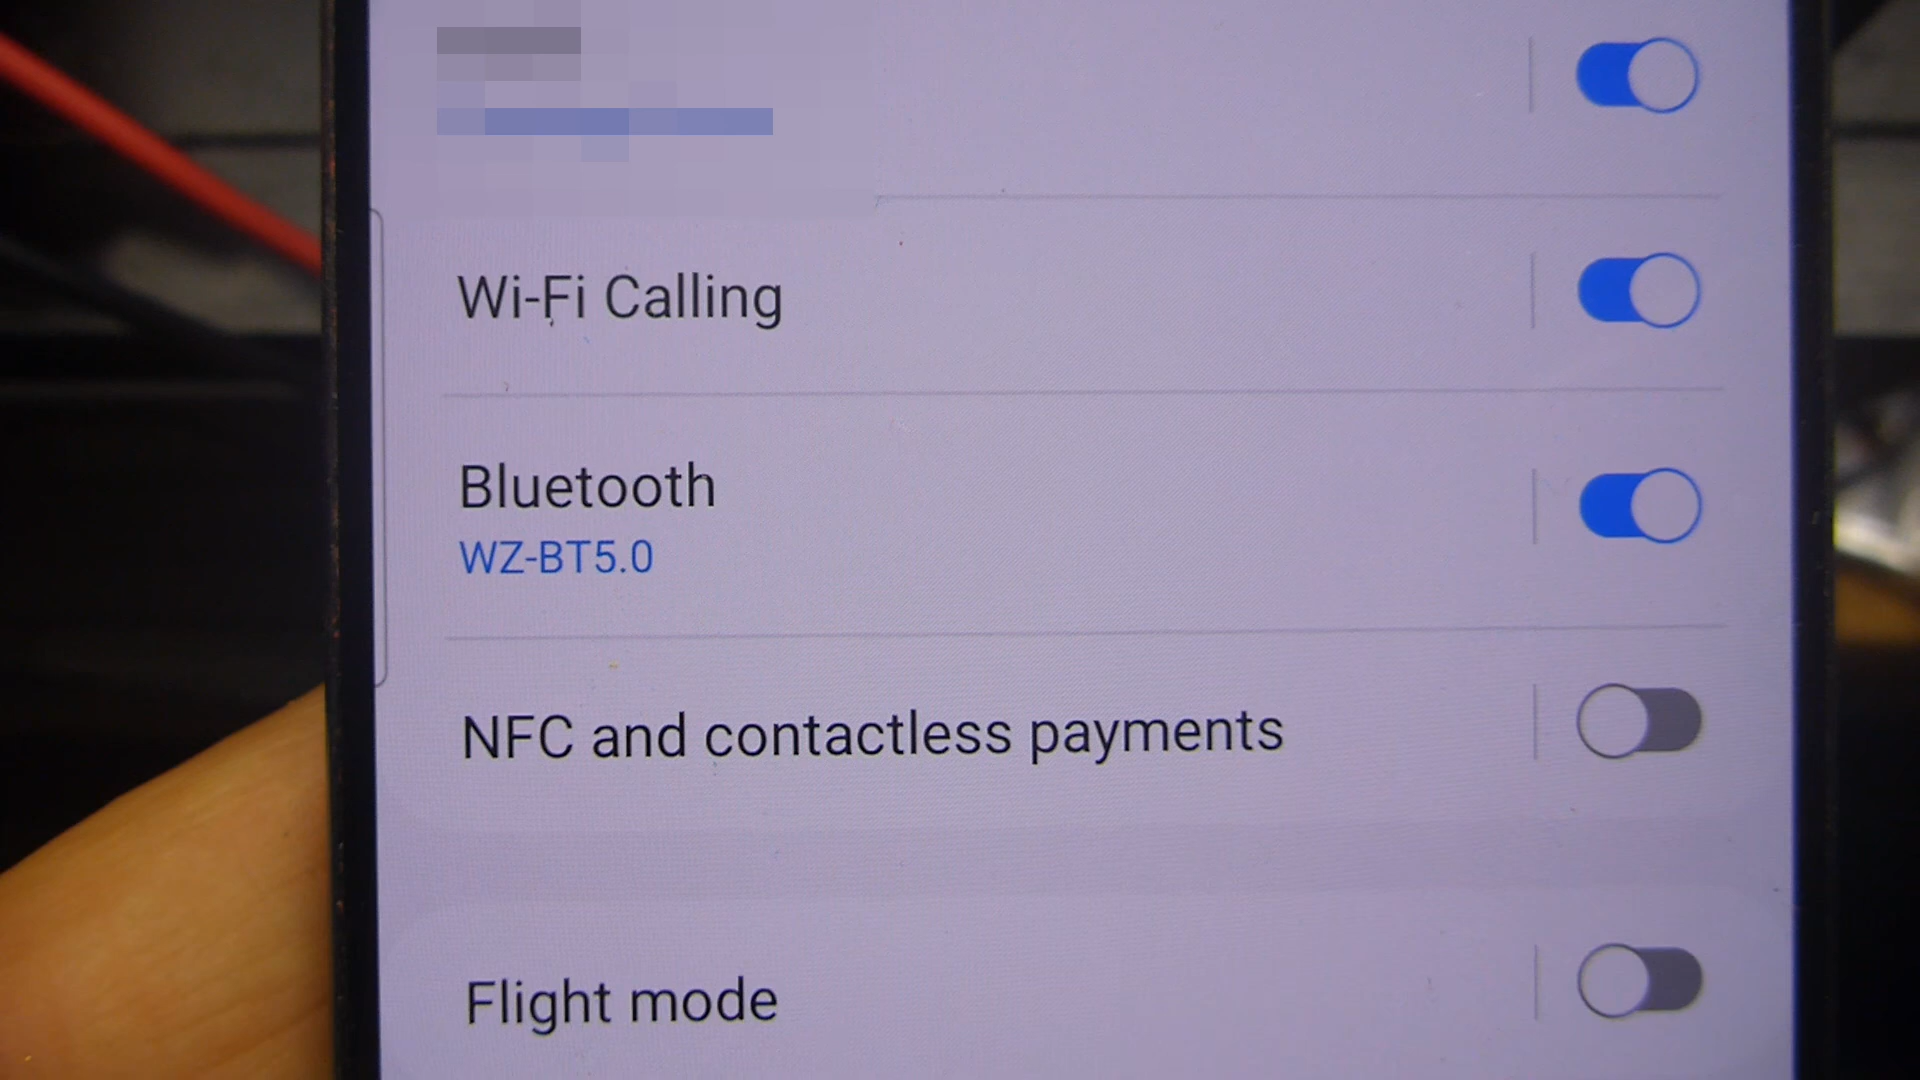 Wi-Fi Calling
Bluetooth
WZ-BT5.0
NFC and contactless payments
Flight mode